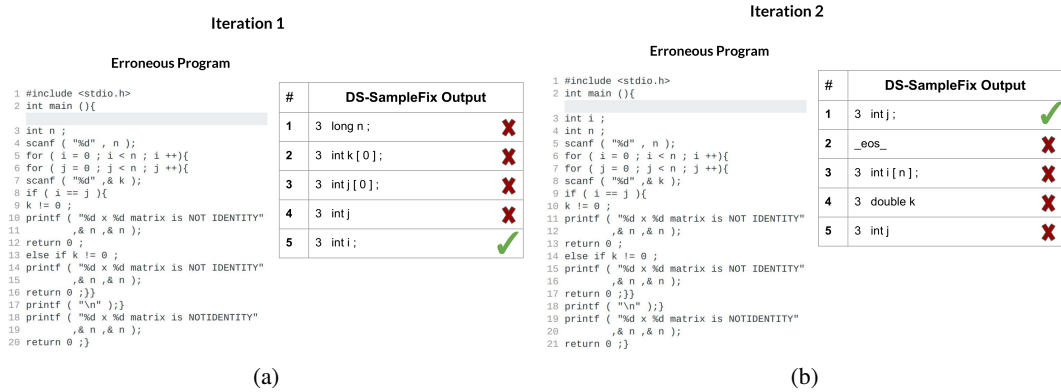 Iteration 1
Erroneous Program
1 #include <stdio.h>
2 int main (){
3 int n ;
4 scanf ( "%d" , n );
5 for ( i = 0 ; i < n ; i ++){
6 for ( j = 0 ; j < n ; j ++){
7 scanf ( "%d" ,& k );
8 if ( i == j ){
9 k != 0 ;
10 printf ( "%d x %d matrix is NOT IDENTITY"
11 ,& n ,& n );
12 return 0 ;
13 else if k != 0 ;
14 printf ( "%d x %d matrix is NOT IDENTITY"
15 ,& n ,& n );
16 return 0 ;}}
17 printf ( "\n" );}
18 printf ( "%d x %d matrix is NOTIDENTITY"
19 ,& n ,& n );
20 return 0 ;}
# DS-SampleFix Output
1 3 long n ;
2 3 int k [ 0 ] ;
3 3 int j [ 0 ] ;
4 3 int j
5 3 int i ;
(a)
Iteration 2
Erroneous Program
1 #include <stdio.h>
2 int main (){
3 int i ;
4 int n ;
5 scanf ( "%d" , n );
6 for ( i = 0 ; i < n ; i ++){
7 for ( j = 0 ; j < n ; j ++){
8 scanf ( "%d" ,& k );
9 if ( i == j ){
10 k != 0 ;
11 printf ( "%d x %d matrix is NOT IDENTITY"
12 ,& n ,& n );
13 return 0 ;
14 else if k != 0 ;
15 printf ( "%d x %d matrix is NOT IDENTITY"
16 ,& n ,& n );
17 return 0 ;}}
18 printf ( "\n" );}
19 printf ( "%d x %d matrix is NOTIDENTITY"
20 ,& n ,& n );
21 return 0 ;}
# DS-SampleFix Output
1 3 int j ;
2 _eos_
3 3 int i [ n ] ;
4 3 double k
5 3 int j
(b)